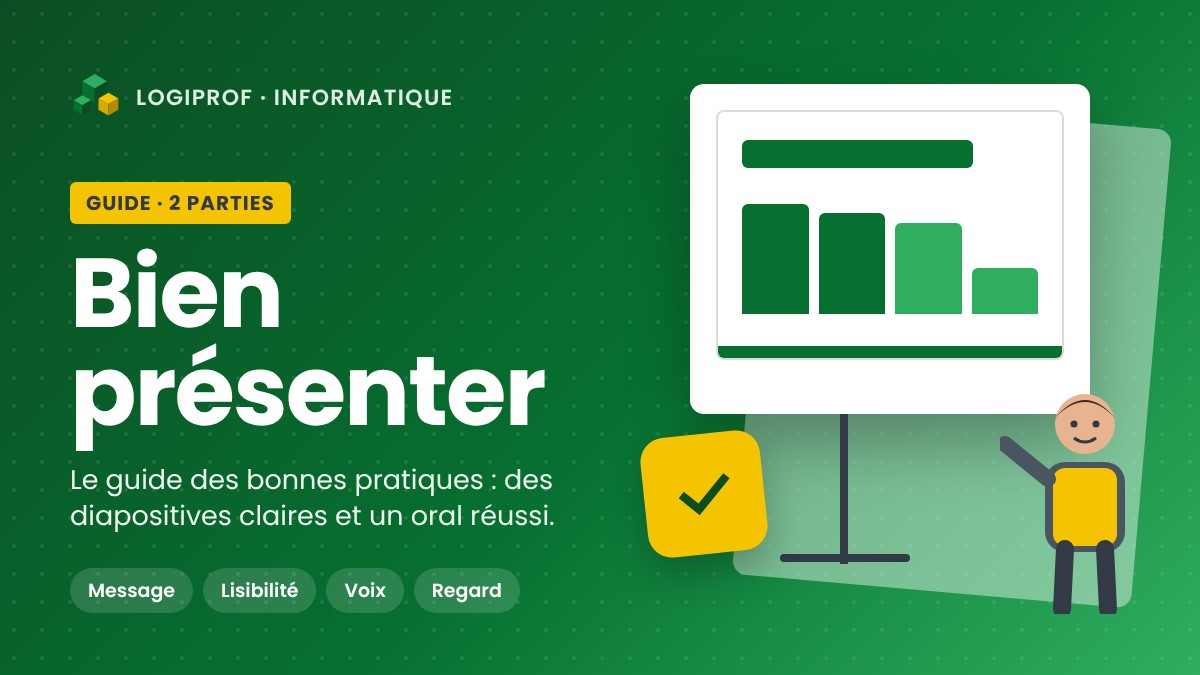 LOGIPROF · INFORMATIQUE
GUIDE · 2 PARTIES
Bien
présenter
Le guide des bonnes pratiques : des
diapositives claires et un oral réussi.
Message Lisibilité Voix Regard